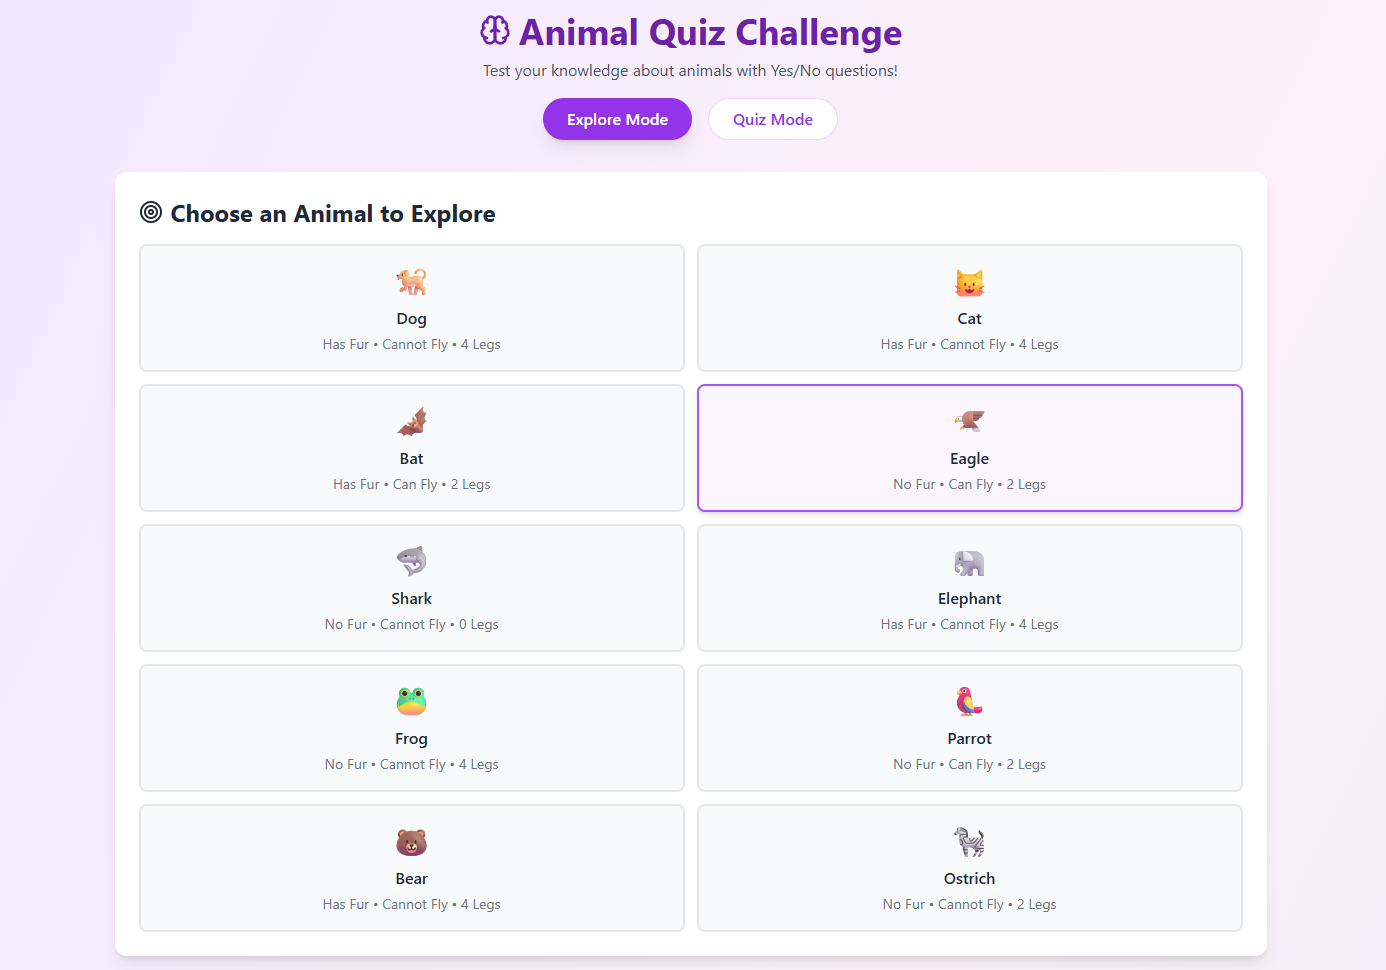 Animal Quiz Challenge
Test your knowledge about animals with Yes/No questions!
Explore Mode
Quiz Mode
Choose an Animal to Explore
Dog
Has Fur • Cannot Fly • 4 Legs
Cat
Has Fur • Cannot Fly • 4 Legs
Bat
Has Fur • Can Fly • 2 Legs
Eagle
No Fur • Can Fly • 2 Legs
Shark
No Fur • Cannot Fly • 0 Legs
Elephant
Has Fur • Cannot Fly • 4 Legs
Frog
No Fur • Cannot Fly • 4 Legs
Parrot
No Fur • Can Fly • 2 Legs
Bear
Has Fur • Cannot Fly • 4 Legs
Ostrich
No Fur • Cannot Fly • 2 Legs